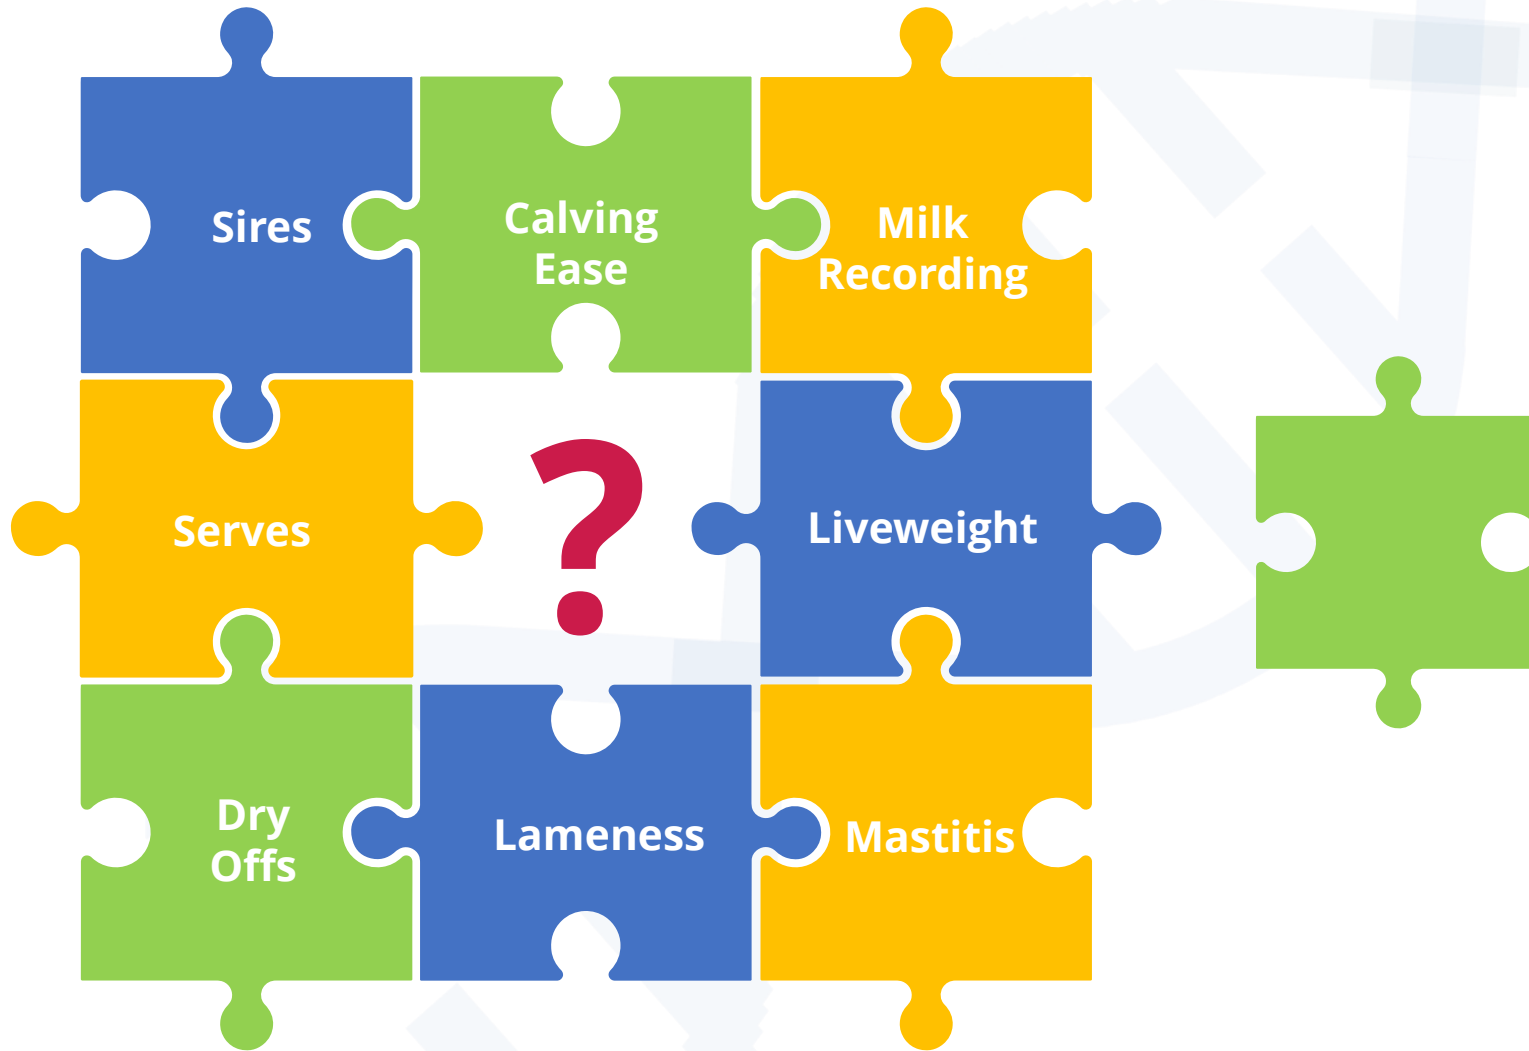 Sires
Calving
Ease
Milk
Recording
Serves
?
Liveweight
Dry
Offs
Lameness
Mastitis